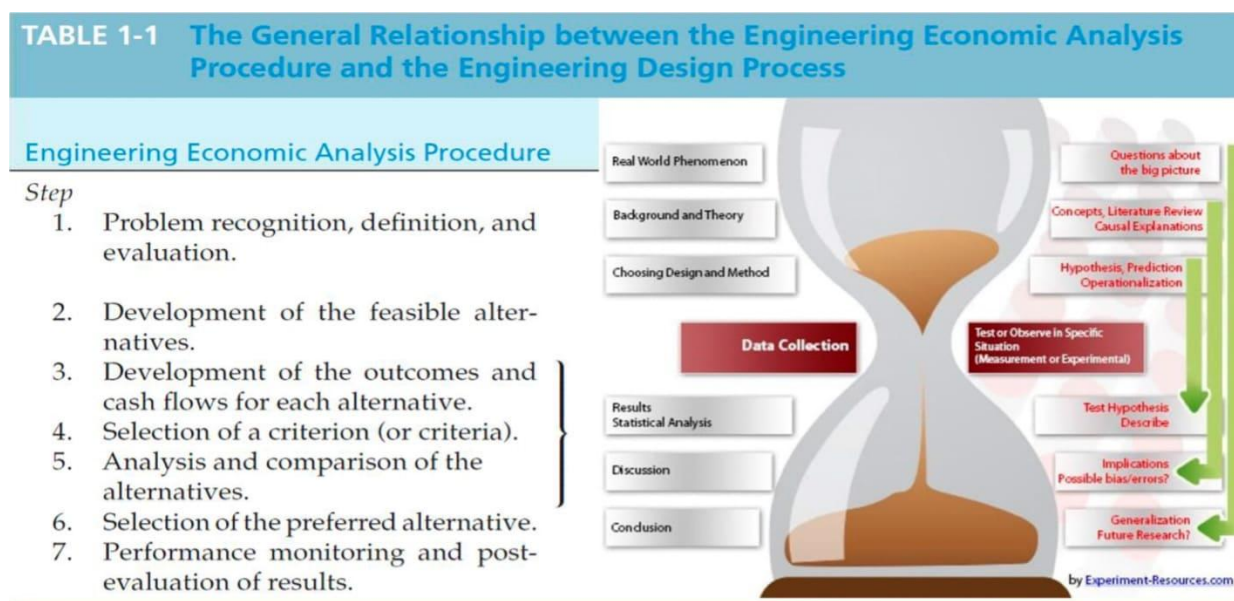 TABLE 1-1 The General Relationship between the Engineering Economic Analysis
Procedure and the Engineering Design Process
Engineering Economic Analysis Procedure
Step
1. Problem recognition, definition, and
evaluation.
2. Development of the feasible alter-
natives.
3. Development of the outcomes and
cash flows for each alternative.
4. Selection of a criterion (or criteria).
5. Analysis and comparison of the
alternatives.
6. Selection of the preferred alternative.
7. Performance monitoring and post-
evaluation of results.
Real World Phenomenon
Questions about
the big picture
Background and Theory
Concepts, Literature Review
Causal Explanations
Choosing Design and Method
Hypothesis, Prediction
Operationalization
Data Collection
Test or Observe in Specific
Situation
(Measurement or Experimental)
Results
Statistical Analysis
Test Hypothesis
Describe
Discussion
Implications
Possible bias/errors?
Conclusion
Generalization
Future Research?
by Experiment-Resources.com